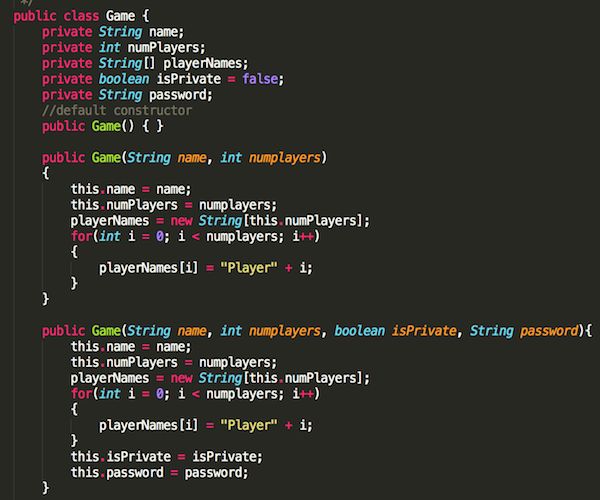 */
public class Game {
    private String name;
    private int numPlayers;
    private String[] playerNames;
    private boolean isPrivate = false;
    private String password;
    //default constructor
    public Game() { }

    public Game(String name, int numplayers)
    {
        this.name = name;
        this.numPlayers = numplayers;
        playerNames = new String[this.numPlayers];
        for(int i = 0; i < numplayers; i++)
        {
            playerNames[i] = "Player" + i;
        }
    }

    public Game(String name, int numplayers, boolean isPrivate, String password){
        this.name = name;
        this.numPlayers = numplayers;
        playerNames = new String[this.numPlayers];
        for(int i = 0; i < numplayers; i++)
        {
            playerNames[i] = "Player" + i;
        }
        this.isPrivate = isPrivate;
        this.password = password;
    }